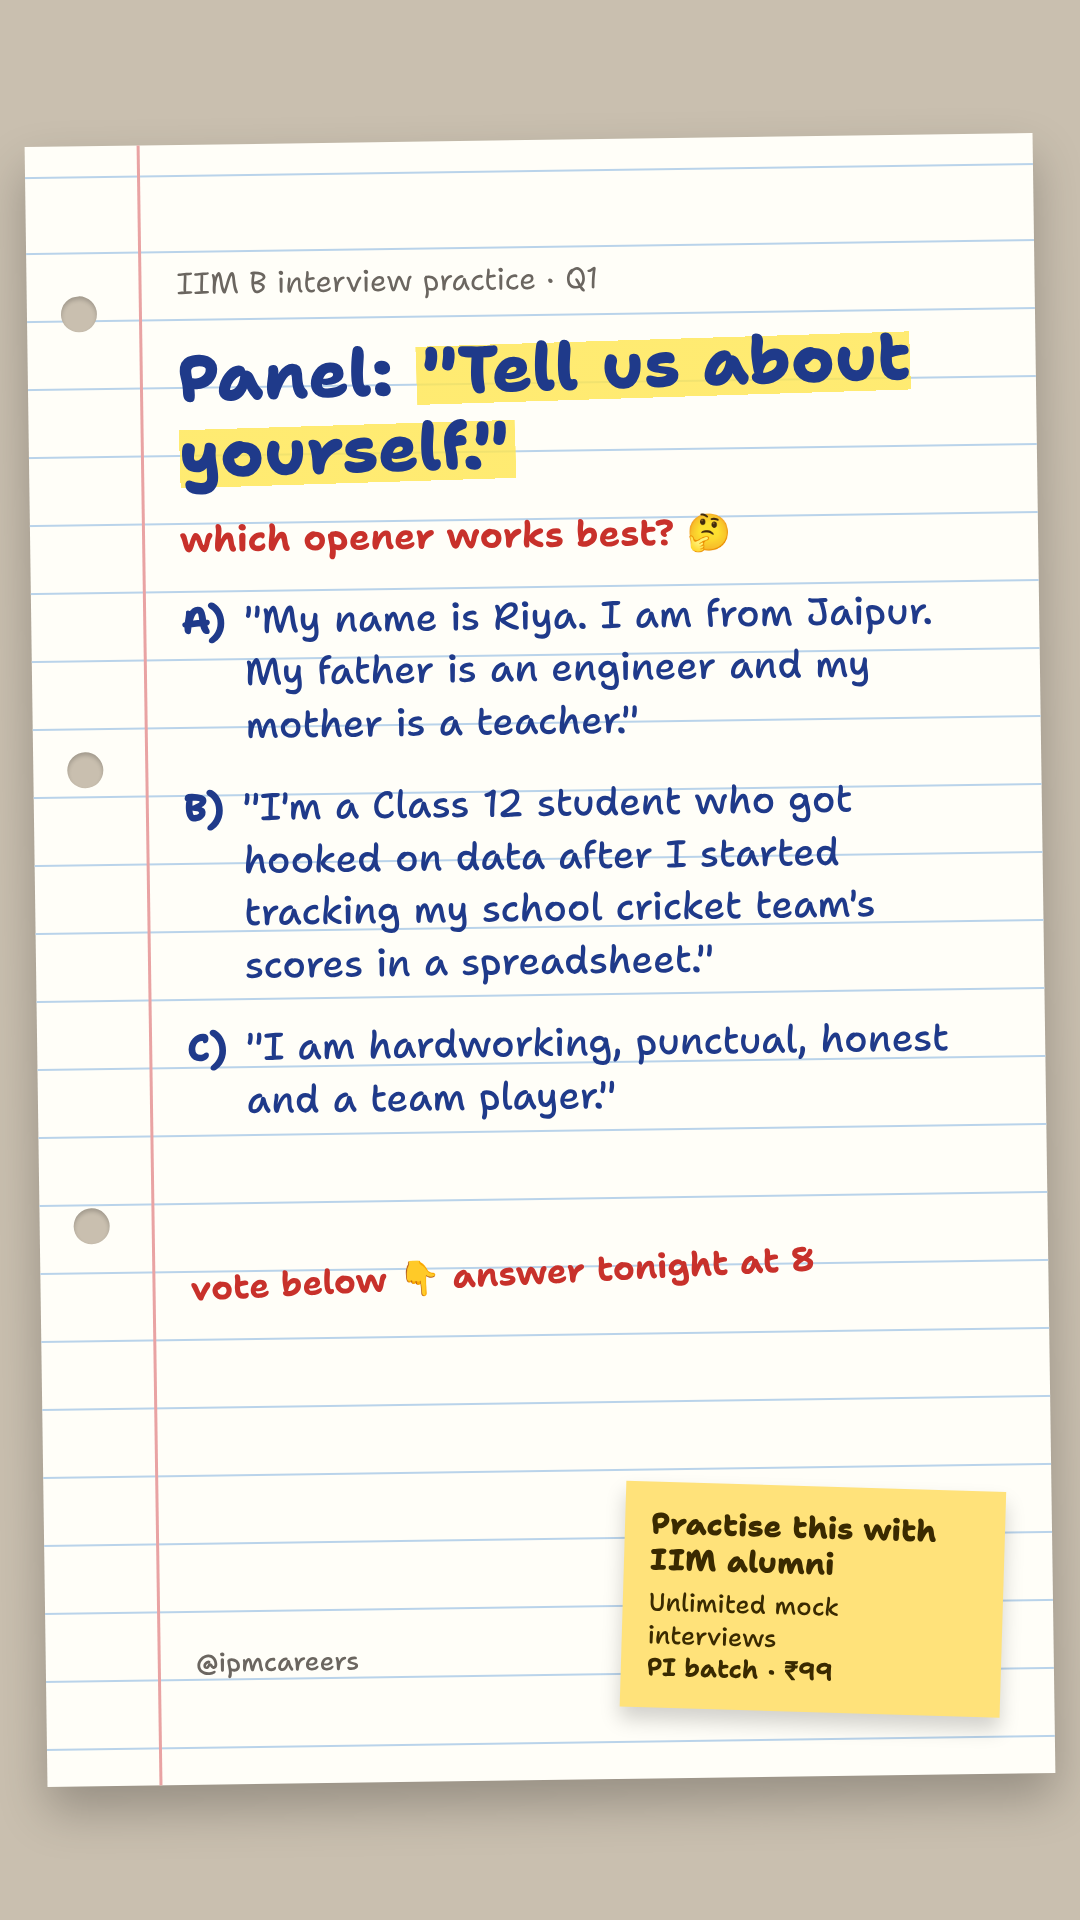 IIM B interview practice · Q1
Panel: "Tell us about
yourself."
which opener works best? 🤔
A) "My name is Riya. I am from Jaipur.
My father is an engineer and my
mother is a teacher."
B) "I'm a Class 12 student who got
hooked on data after I started
tracking my school cricket team's
scores in a spreadsheet."
C) "I am hardworking, punctual, honest
and a team player."
vote below 👇 answer tonight at 8
Practise this with
IIM alumni
Unlimited mock
interviews
PI batch · ₹99
@ipmcareers